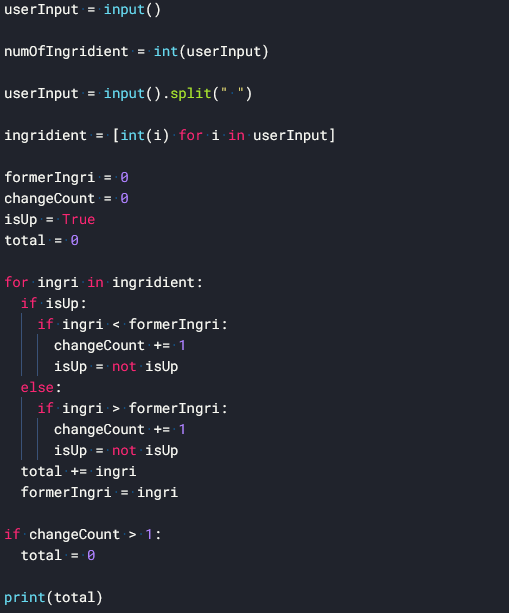 userInput = input()

numOfIngridient = int(userInput)

userInput = input().split(" ")

ingridient = [int(i) for i in userInput]

formerIngri = 0
changeCount = 0
isUp = True
total = 0

for ingri in ingridient:
  if isUp:
    if ingri < formerIngri:
      changeCount += 1
      isUp = not isUp
  else:
    if ingri > formerIngri:
      changeCount += 1
      isUp = not isUp
  total += ingri
  formerIngri = ingri

if changeCount > 1:
  total = 0

print(total)